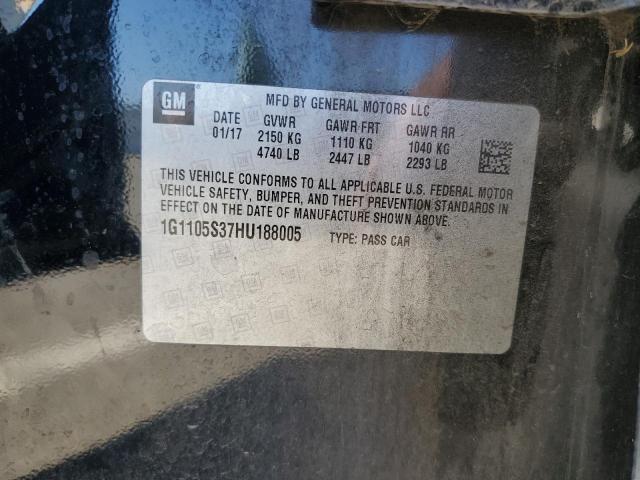 GM
MFD BY GENERAL MOTORS LLC
DATE GVWR GAWR FRT GAWR RR
01/17 2150 KG 1110 KG 1040 KG
4740 LB 2447 LB 2293 LB
THIS VEHICLE CONFORMS TO ALL APPLICABLE U.S. FEDERAL MOTOR
VEHICLE SAFETY, BUMPER, AND THEFT PREVENTION STANDARDS IN
EFFECT ON THE DATE OF MANUFACTURE SHOWN ABOVE.
1G1105S37HU188005 TYPE: PASS CAR